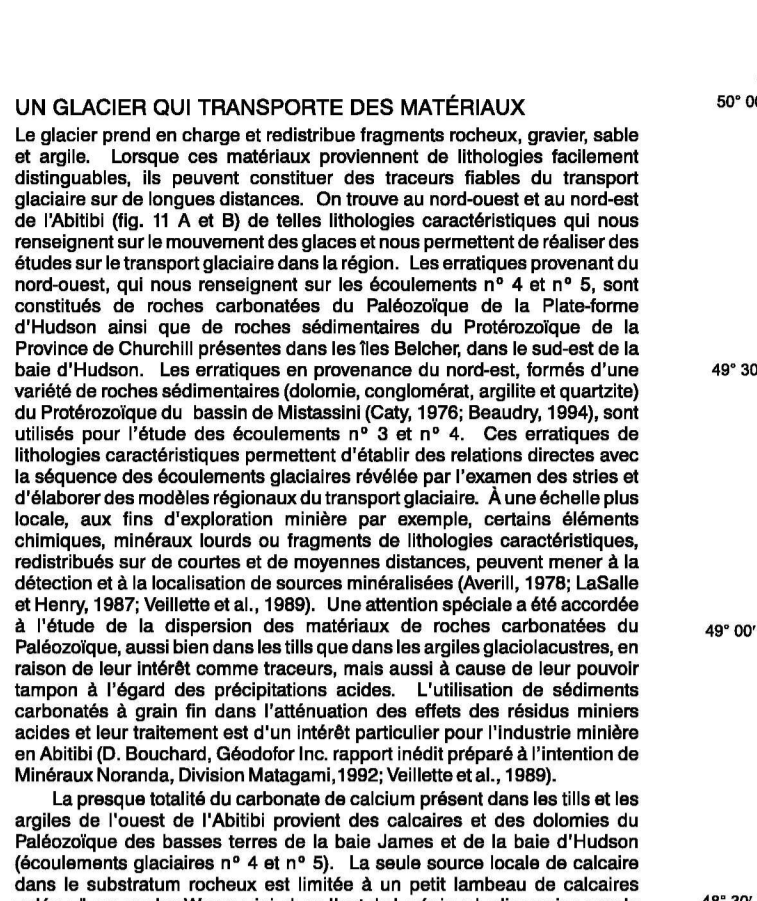 UN GLACIER QUI TRANSPORTE DES MATÉRIAUX
50° 00
Le glacier prend en charge et redistribue fragments rocheux, gravier, sable
et argile. Lorsque ces matériaux proviennent de lithologies facilement
distinguables, ils peuvent constituer des traceurs fiables du transport
glaciaire sur de longues distances. On trouve au nord-ouest et au nord-est
de l'Abitibi (fig. 11 A et B) de telles lithologies caractéristiques qui nous
renseignent sur le mouvement des glaces et nous permettent de réaliser des
études sur le transport glaciaire dans la région. Les erratiques provenant du
nord-ouest, qui nous renseignent sur les écoulements nº 4 et nº 5, sont
constitués de roches carbonatées du Paléozoïque de la Plate-forme
d'Hudson ainsi que de roches sédimentaires du Protérozoïque de la
Province de Churchill présentes dans les îles Belcher, dans le sud-est de la
baie d'Hudson. Les erratiques en provenance du nord-est, formés d'une
49° 30
variété de roches sédimentaires (dolomie, conglomérat, argilite et quartzite)
du Protérozoïque du bassin de Mistassini (Caty, 1976; Beaudry, 1994), sont
utilisés pour l'étude des écoulements nº 3 et nº 4. Ces erratiques de
lithologies caractéristiques permettent d'établir des relations directes avec
la séquence des écoulements glaciaires révélée par l'examen des stries et
d'élaborer des modèles régionaux du transport glaciaire. À une échelle plus
locale, aux fins d'exploration minière par exemple, certains éléments
chimiques, minéraux lourds ou fragments de lithologies caractéristiques,
redistribués sur de courtes et de moyennes distances, peuvent mener à la
détection et à la localisation de sources minéralisées (Averill, 1978; LaSalle
et Henry, 1987; Veillette et al., 1989). Une attention spéciale a été accordée
à l'étude de la dispersion des matériaux de roches carbonatées du
49° 00'
Paléozoïque, aussi bien dans les tills que dans les argiles glaciolacustres, en
raison de leur intérêt comme traceurs, mais aussi à cause de leur pouvoir
tampon à l'égard des précipitations acides. L'utilisation de sédiments
carbonatés à grain fin dans l'atténuation des effets des résidus miniers
acides et leur traitement est d'un intérêt particulier pour l'industrie minière
en Abitibi (D. Bouchard, Géodofor Inc. rapport inédit préparé à l'intention de
Minéraux Noranda, Division Matagami,1992; Veillette et al., 1989).
La presque totalité du carbonate de calcium présent dans les tills et les
argiles de l'ouest de l'Abitibi provient des calcaires et des dolomies du
Paléozoïque des basses terres de la baie James et de la baie d'Hudson
(écoulements glaciaires nº 4 et nº 5). La seule source locale de calcaire
dans le substratum rocheux est limitée à un petit lambeau de calcaires
48° 30'